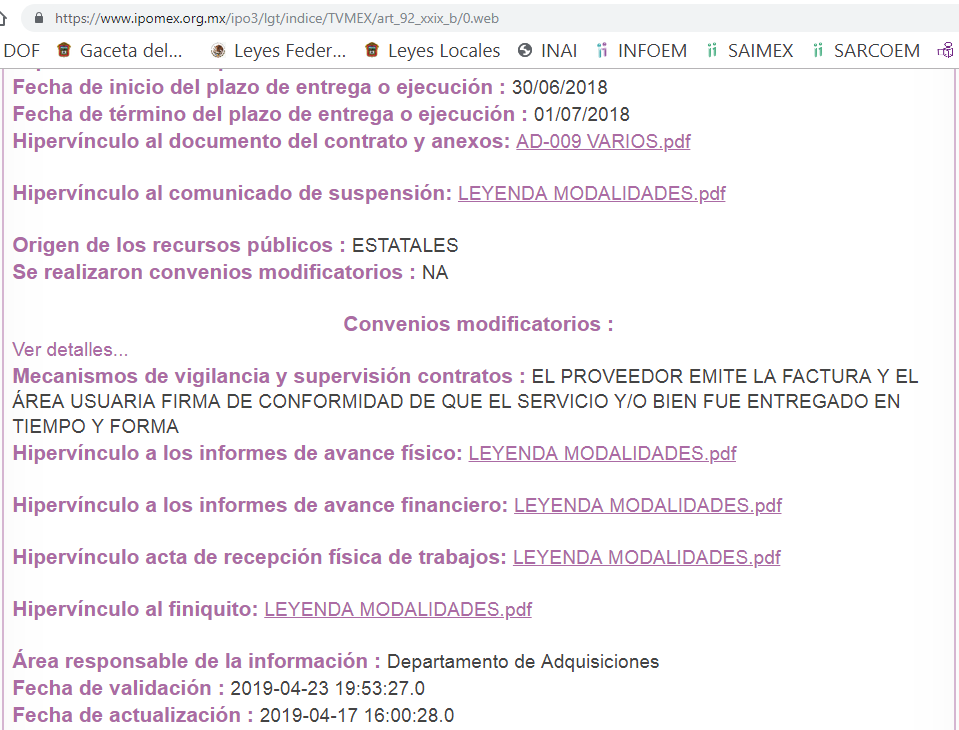 https://www.ipomex.org.mx/ipo3/lgt/indice/TVMEX/art_92_xxix_b/0.web
DOF Gaceta del... Leyes Feder... Leyes Locales INAI INFOEM SAIMEX SARCOEM
Fecha de inicio del plazo de entrega o ejecución : 30/06/2018
Fecha de término del plazo de entrega o ejecución : 01/07/2018
Hipervínculo al documento del contrato y anexos: AD-009 VARIOS.pdf
Hipervínculo al comunicado de suspensión: LEYENDA MODALIDADES.pdf
Origen de los recursos públicos : ESTATALES
Se realizaron convenios modificatorios : NA
Convenios modificatorios :
Ver detalles...
Mecanismos de vigilancia y supervisión contratos : EL PROVEEDOR EMITE LA FACTURA Y EL
ÁREA USUARIA FIRMA DE CONFORMIDAD DE QUE EL SERVICIO Y/O BIEN FUE ENTREGADO EN
TIEMPO Y FORMA
Hipervínculo a los informes de avance físico: LEYENDA MODALIDADES.pdf
Hipervínculo a los informes de avance financiero: LEYENDA MODALIDADES.pdf
Hipervínculo acta de recepción física de trabajos: LEYENDA MODALIDADES.pdf
Hipervínculo al finiquito: LEYENDA MODALIDADES.pdf
Área responsable de la información : Departamento de Adquisiciones
Fecha de validación : 2019-04-23 19:53:27.0
Fecha de actualización : 2019-04-17 16:00:28.0